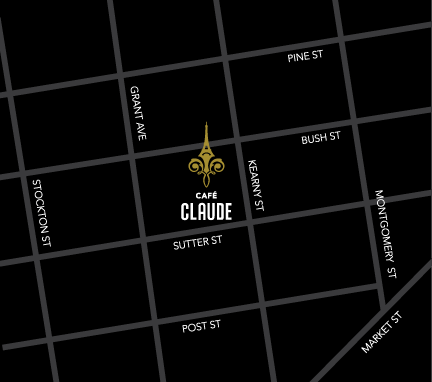 PINE ST
GRANT AVE
BUSH ST
KEARNY ST
STOCKTON ST
CAFÉ
CLAUDE
MONTGOMERY ST
SUTTER ST
POST ST
MARKET ST